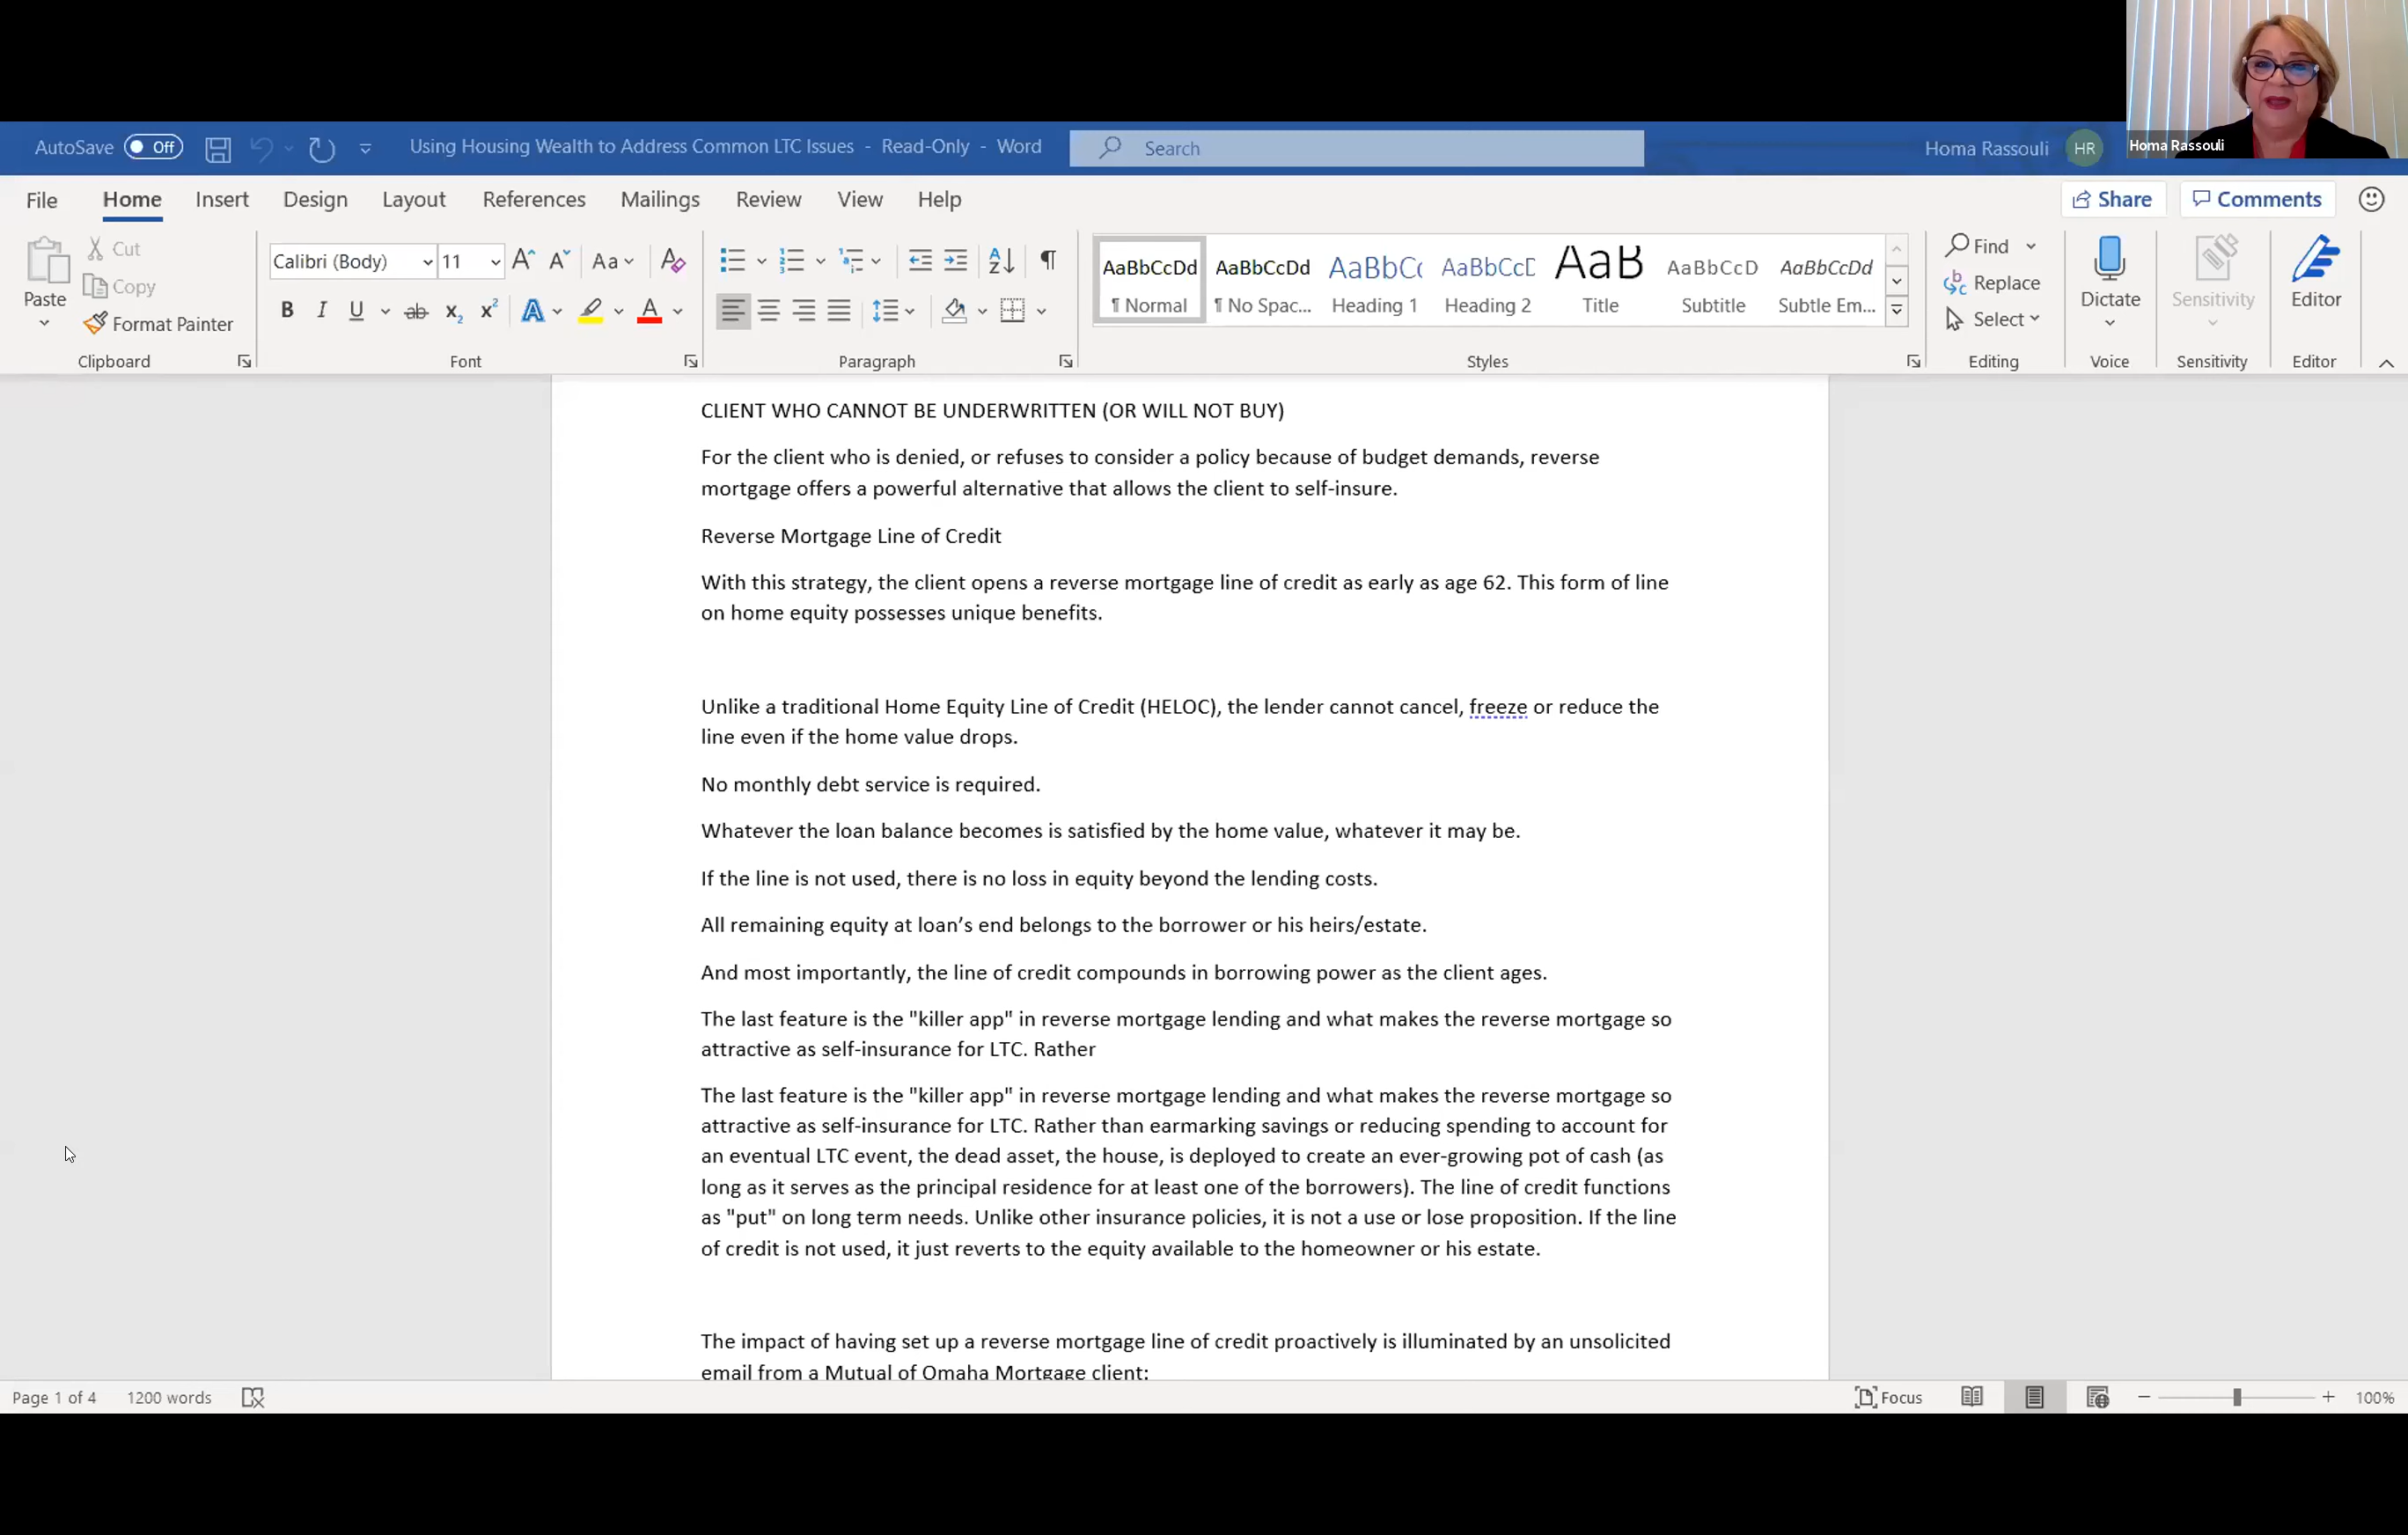 Homa Rassouli
AutoSave Off Using Housing Wealth to Address Common LTC Issues - Read-Only - Word Search Homa Rassouli HR
File Home Insert Design Layout References Mailings Review View Help Share Comments
Cut
Copy
Paste
Format Painter
Clipboard
Calibri (Body) 11 Aa
B I U ab x2 x2 A A
Font
Paragraph
AaBbCcDd AaBbCcDd AaBbC AaBbCcD AaB AaBbCcD AaBbCcDd
¶ Normal ¶ No Spac... Heading 1 Heading 2 Title Subtitle Subtle Em...
Styles
Find
Replace
Select
Editing
Dictate
Voice
Sensitivity
Sensitivity
Editor
Editor
CLIENT WHO CANNOT BE UNDERWRITTEN (OR WILL NOT BUY)
For the client who is denied, or refuses to consider a policy because of budget demands, reverse
mortgage offers a powerful alternative that allows the client to self-insure.
Reverse Mortgage Line of Credit
With this strategy, the client opens a reverse mortgage line of credit as early as age 62. This form of line
on home equity possesses unique benefits.
Unlike a traditional Home Equity Line of Credit (HELOC), the lender cannot cancel, freeze or reduce the
line even if the home value drops.
No monthly debt service is required.
Whatever the loan balance becomes is satisfied by the home value, whatever it may be.
If the line is not used, there is no loss in equity beyond the lending costs.
All remaining equity at loan’s end belongs to the borrower or his heirs/estate.
And most importantly, the line of credit compounds in borrowing power as the client ages.
The last feature is the "killer app" in reverse mortgage lending and what makes the reverse mortgage so
attractive as self-insurance for LTC. Rather
The last feature is the "killer app" in reverse mortgage lending and what makes the reverse mortgage so
attractive as self-insurance for LTC. Rather than earmarking savings or reducing spending to account for
an eventual LTC event, the dead asset, the house, is deployed to create an ever-growing pot of cash (as
long as it serves as the principal residence for at least one of the borrowers). The line of credit functions
as "put" on long term needs. Unlike other insurance policies, it is not a use or lose proposition. If the line
of credit is not used, it just reverts to the equity available to the homeowner or his estate.
The impact of having set up a reverse mortgage line of credit proactively is illuminated by an unsolicited
email from a Mutual of Omaha Mortgage client:
Page 1 of 4 1200 words Focus 100%